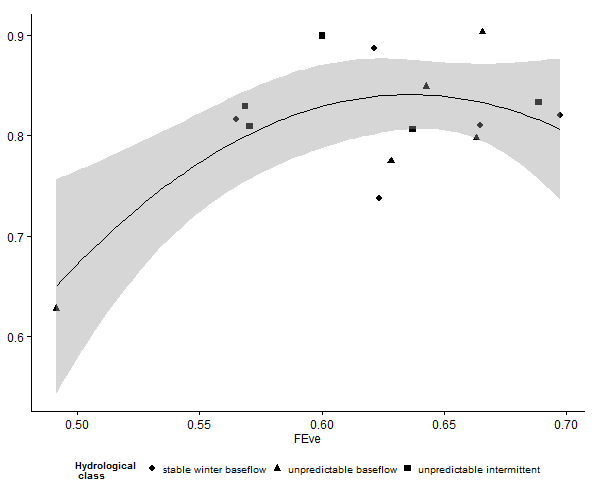 0.9
0.8
0.7
0.6
0.50 0.55 0.60 0.65 0.70
FEve
Hydrological
class
stable winter baseflow unpredictable baseflow unpredictable intermittent